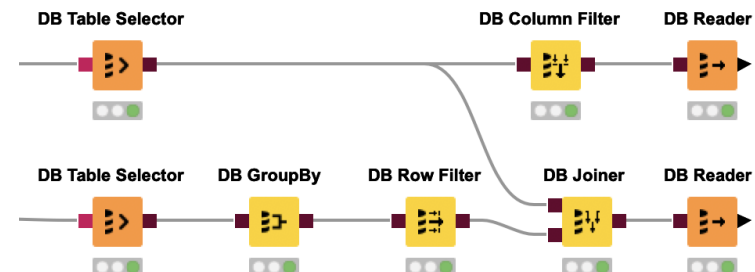 DB Table Selector
DB Column Filter
DB Reader
DB Table Selector
DB GroupBy
DB Row Filter
DB Joiner
DB Reader